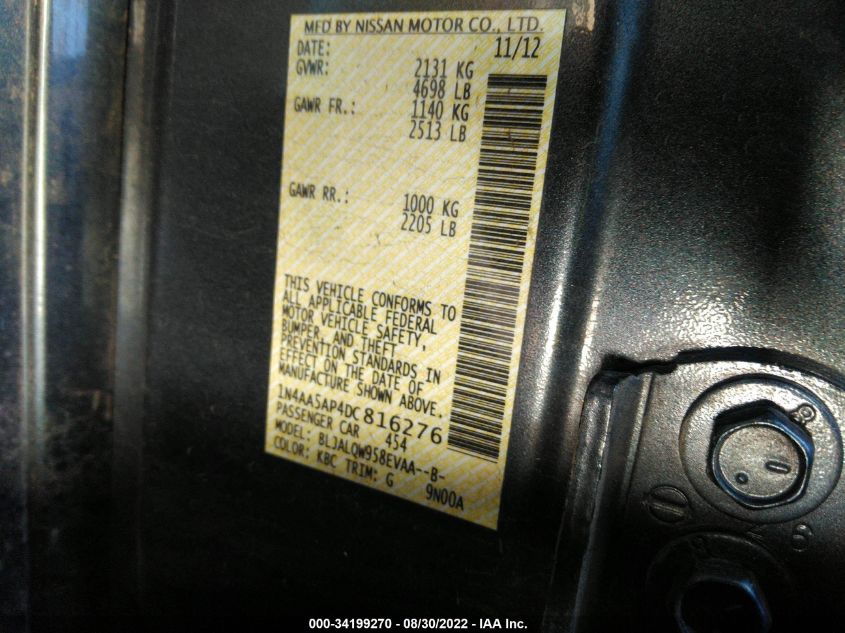 MFD BY NISSAN MOTOR CO., LTD.
DATE: 11/12
GVWR: 2131 KG
4698 LB
GAWR FR.: 1140 KG
2513 LB
GAWR RR.: 1000 KG
2205 LB
THIS VEHICLE CONFORMS TO
ALL APPLICABLE FEDERAL
MOTOR VEHICLE SAFETY,
BUMPER, AND THEFT
PREVENTION STANDARDS IN
EFFECT ON THE DATE OF
MANUFACTURE SHOWN ABOVE.
1N4AA5AP4DC816276
PASSENGER CAR 454
MODEL: BLJALQW958EVAA--B-
COLOR: KBC TRIM: G 9N00A
000-34199270 - 08/30/2022 - IAA Inc.